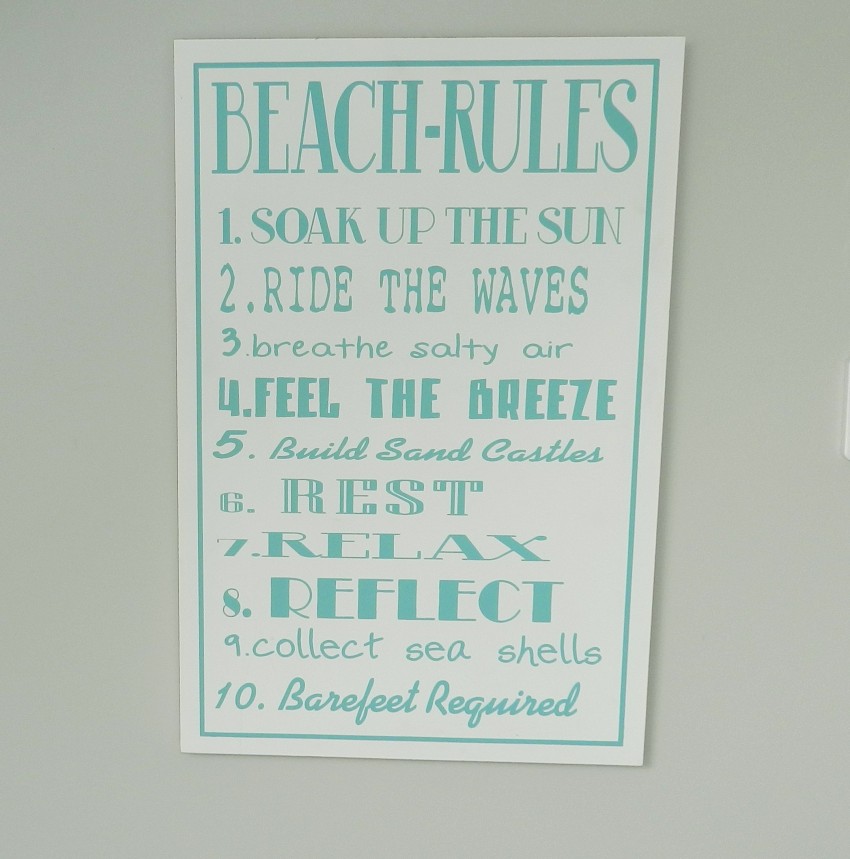 BEACH-RULES
1. SOAK UP THE SUN
2. RIDE THE WAVES
3. breathe salty air
4. FEEL THE BREEZE
5. Build Sand Castles
6. REST
7. RELAX
8. REFLECT
9. collect sea shells
10. Barefeet Required